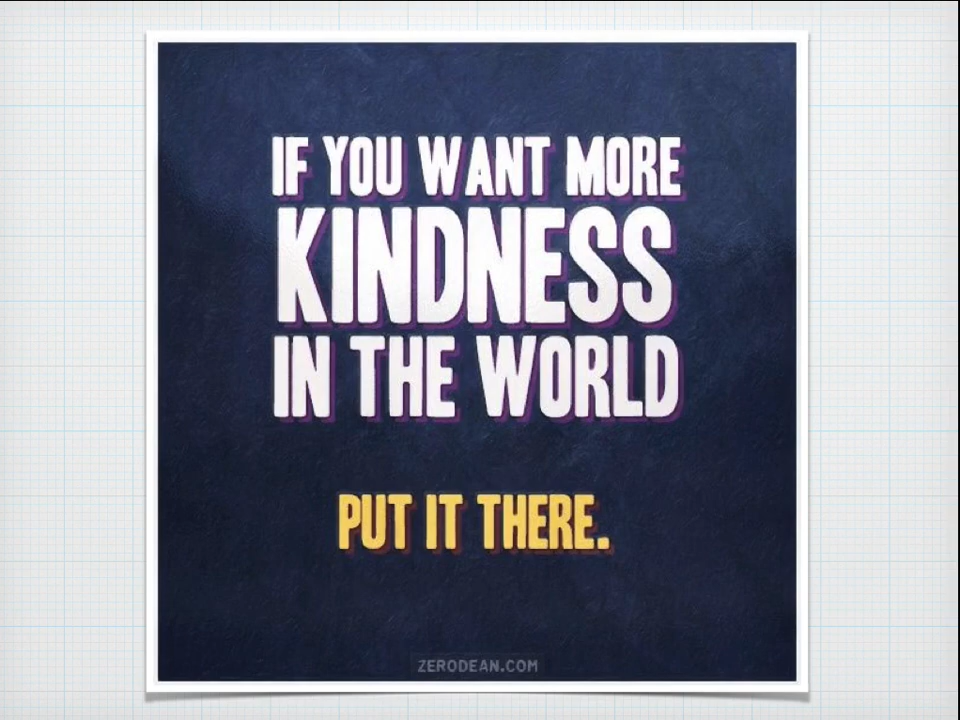 IF YOU WANT MORE
KINDNESS
IN THE WORLD
PUT IT THERE.
ZERODEAN.COM